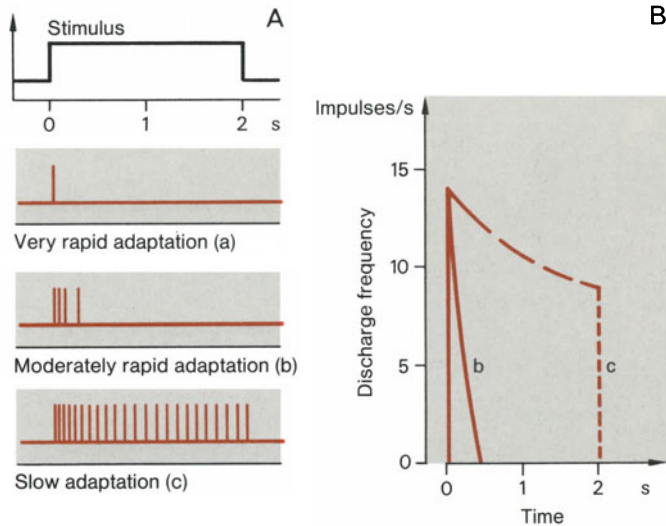 A
Stimulus
0 1 2 s
Very rapid adaptation (a)
Moderately rapid adaptation (b)
Slow adaptation (c)
B
Impulses/s
15
10
5
0
Discharge frequency
b
c
0 1 2 s
Time